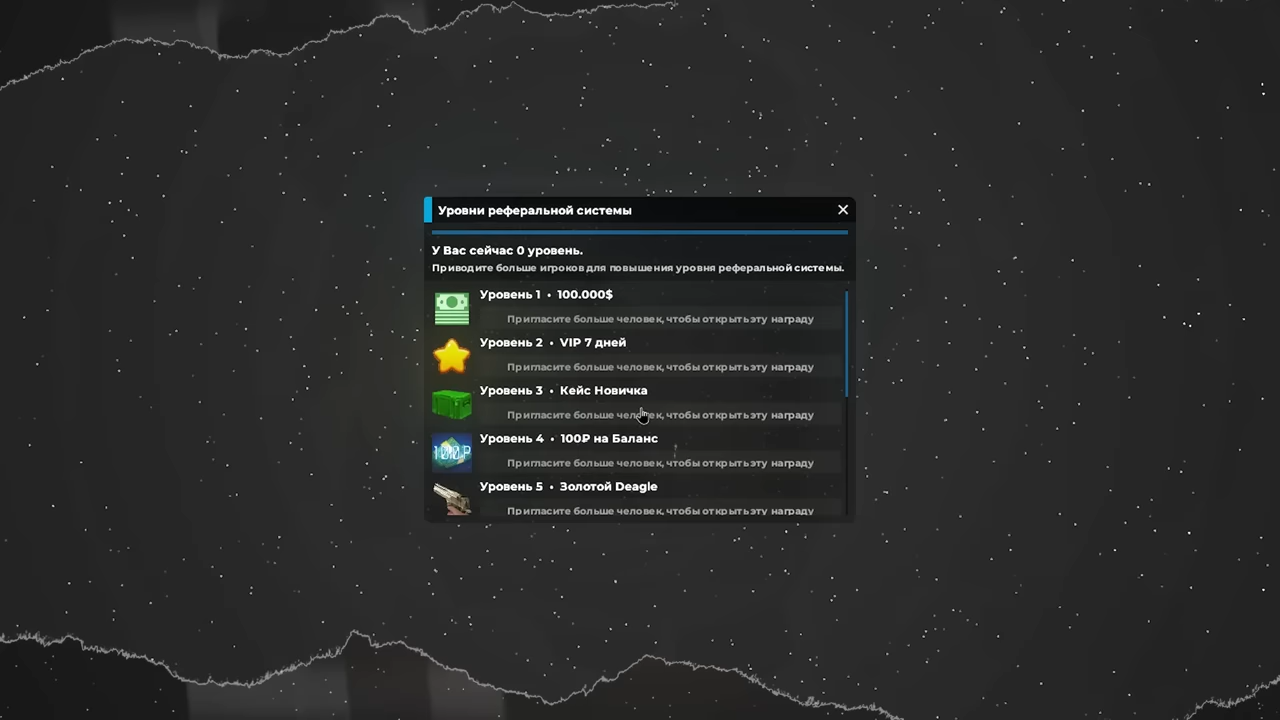 Уровни реферальной системы
У Вас сейчас 0 уровень.
Приводите больше игроков для повышения уровня реферальной системы.
Уровень 1 • 100.000$
Пригласите больше человек, чтобы открыть эту награду
Уровень 2 • VIP 7 дней
Пригласите больше человек, чтобы открыть эту награду
Уровень 3 • Кейс Новичка
Пригласите больше человек, чтобы открыть эту награду
Уровень 4 • 100₽ на Баланс
100 ₽
Пригласите больше человек, чтобы открыть эту награду
Уровень 5 • Золотой Deagle
Пригласите больше человек, чтобы открыть эту награду